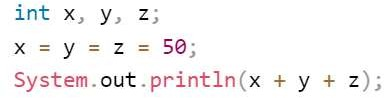 int x, y, z;
x = y = z = 50;
System.out.println(x + y + z);